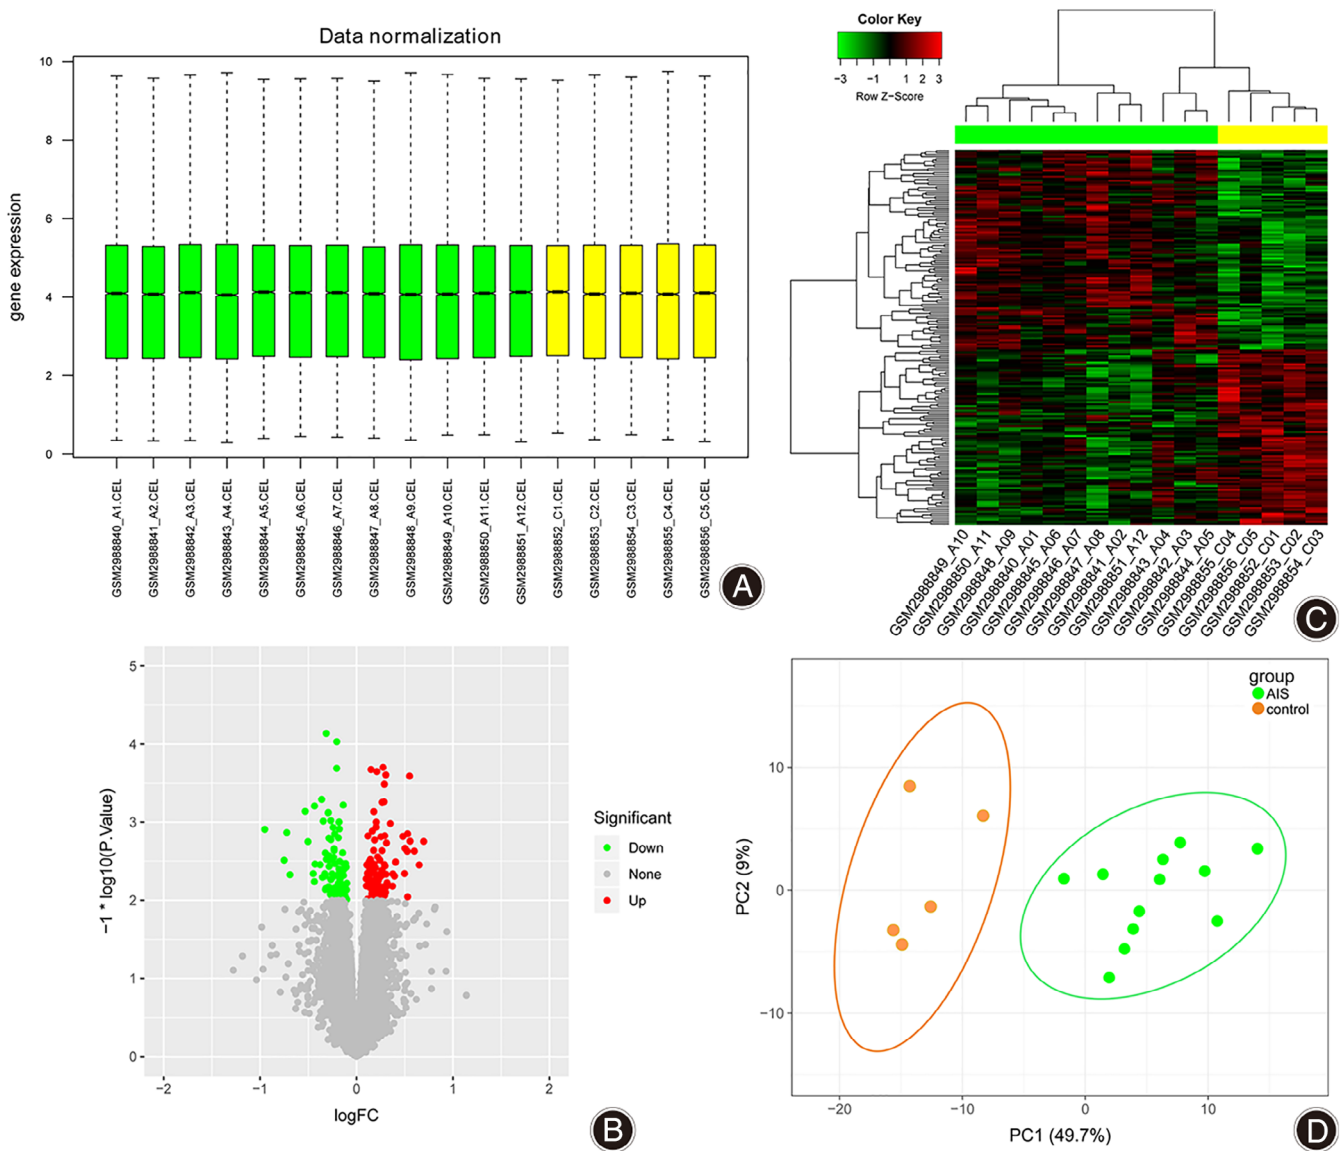 Data normalization
gene expression
10
8
6
4
2
0
GSM2988840_A1.CEL
GSM2988841_A2.CEL
GSM2988842_A3.CEL
GSM2988843_A4.CEL
GSM2988844_A5.CEL
GSM2988845_A6.CEL
GSM2988846_A7.CEL
GSM2988847_A8.CEL
GSM2988848_A9.CEL
GSM2988849_A10.CEL
GSM2988850_A11.CEL
GSM2988851_A12.CEL
GSM2988852_C1.CEL
GSM2988853_C2.CEL
GSM2988854_C3.CEL
GSM2988855_C4.CEL
GSM2988856_C5.CEL
A
Color Key
−3 −1 1 2 3
Row Z-Score
GSM2988849_A10
GSM2988850_A11
GSM2988848_A09
GSM2988840_A01
GSM2988845_A06
GSM2988846_A07
GSM2988847_A08
GSM2988841_A02
GSM2988851_A12
GSM2988843_A04
GSM2988842_A03
GSM2988844_A05
GSM2988855_C04
GSM2988856_C05
GSM2988852_C01
GSM2988853_C02
GSM2988854_C03
C
−1 * log10(P.Value)
5
4
3
2
1
0
−2 −1 0 1 2
logFC
Significant
Down
None
Up
B
group
AIS
control
PC2 (9%)
10
0
−10
−20 −10 0 10
PC1 (49.7%)
D